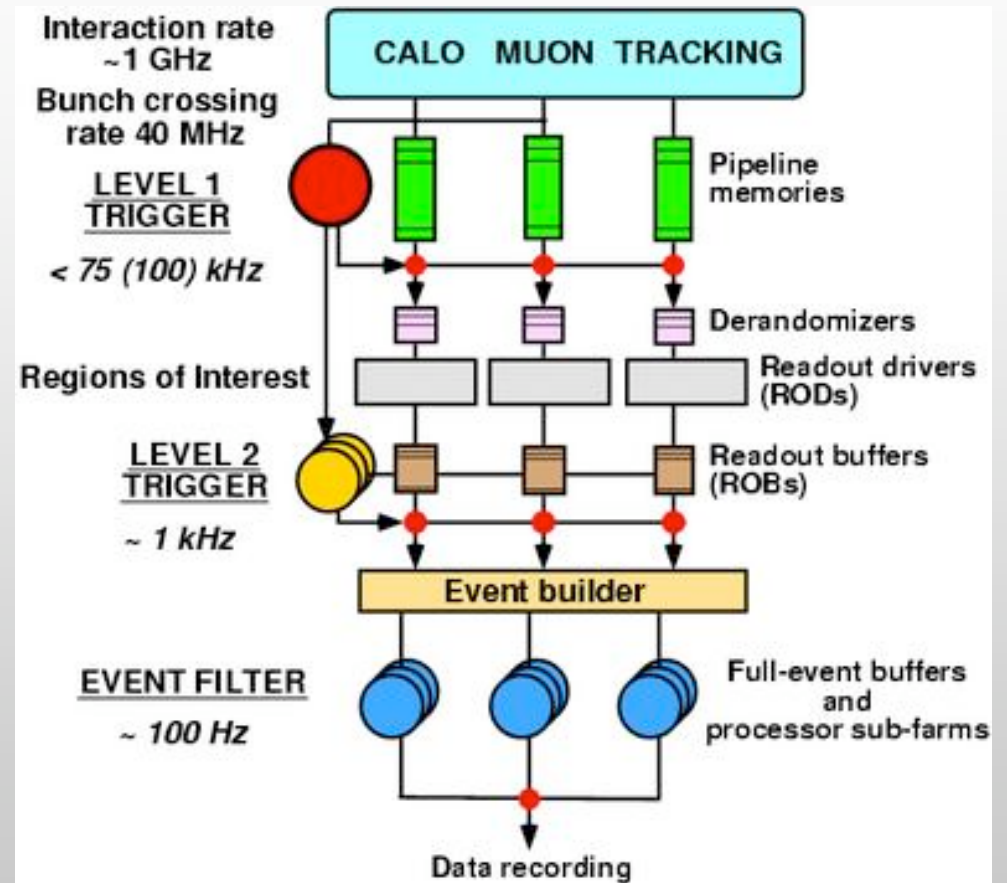 Interaction rate
~1 GHz
CALO MUON TRACKING
Bunch crossing
rate 40 MHz
LEVEL 1
TRIGGER
< 75 (100) kHz
Pipeline
memories
Derandomizers
Regions of Interest
Readout drivers
(RODs)
LEVEL 2
TRIGGER
~ 1 kHz
Readout buffers
(ROBs)
Event builder
EVENT FILTER
~ 100 Hz
Full-event buffers
and
processor sub-farms
Data recording